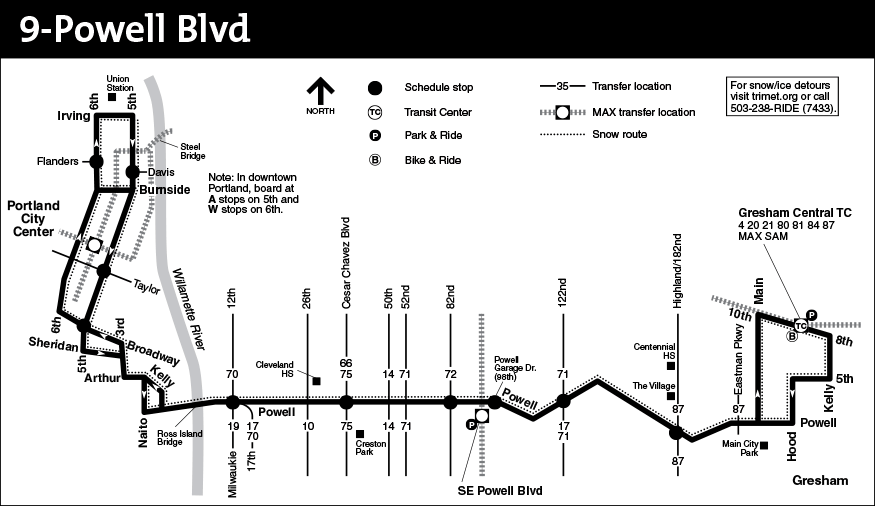 9-Powell Blvd
Union
Station
6th
5th
Irving
Flanders
Davis
Burnside
Steel
Bridge
NORTH
Schedule stop
TC Transit Center
P Park & Ride
B Bike & Ride
35 Transfer location
MAX transfer location
Snow route
For snow/ice detours
visit trimet.org or call
503-238-RIDE (7433).
Note: In downtown
Portland, board at
A stops on 5th and
W stops on 6th.
Portland
City
Center
Taylor
Willamette River
6th
Sheridan
5th
3rd
Broadway
Arthur
Kelly
Naito
Ross Island
Bridge
12th
70
19
Milwaukie
17
70
17th
Powell
Cleveland
HS
26th
10
Cesar Chavez Blvd
66
75
75
Creston
Park
50th
14
14
52nd
71
71
82nd
72
Powell
Garage Dr.
(98th)
Powell
P
SE Powell Blvd
122nd
71
17
71
Highland/182nd
Centennial
HS
The Village
87
87
Eastman Pkwy
87
Main City
Park
Gresham Central TC
4 20 21 80 81 84 87
MAX SAM
Main
10th
P
TC
B
8th
5th
Kelly
Powell
Hood
Gresham